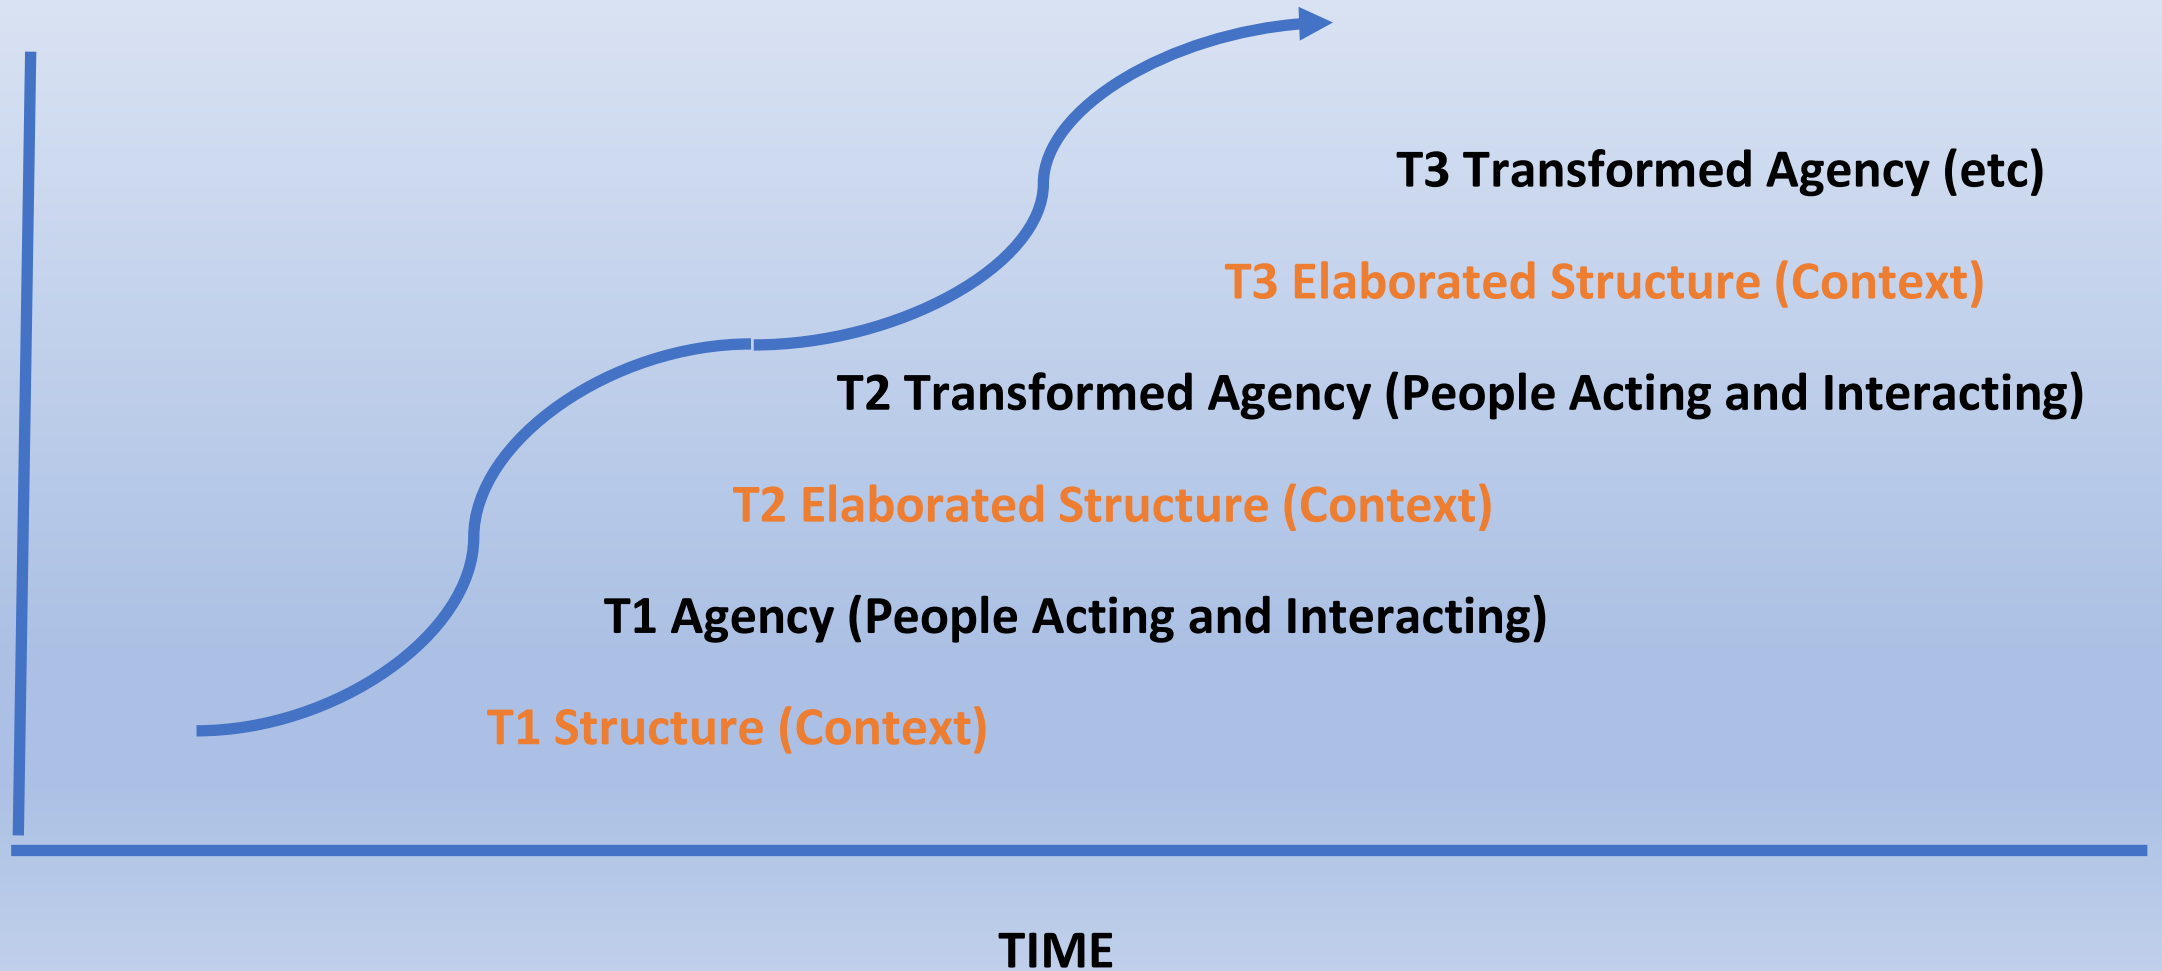 T3 Transformed Agency (etc)
T3 Elaborated Structure (Context)
T2 Transformed Agency (People Acting and Interacting)
T2 Elaborated Structure (Context)
T1 Agency (People Acting and Interacting)
T1 Structure (Context)
TIME